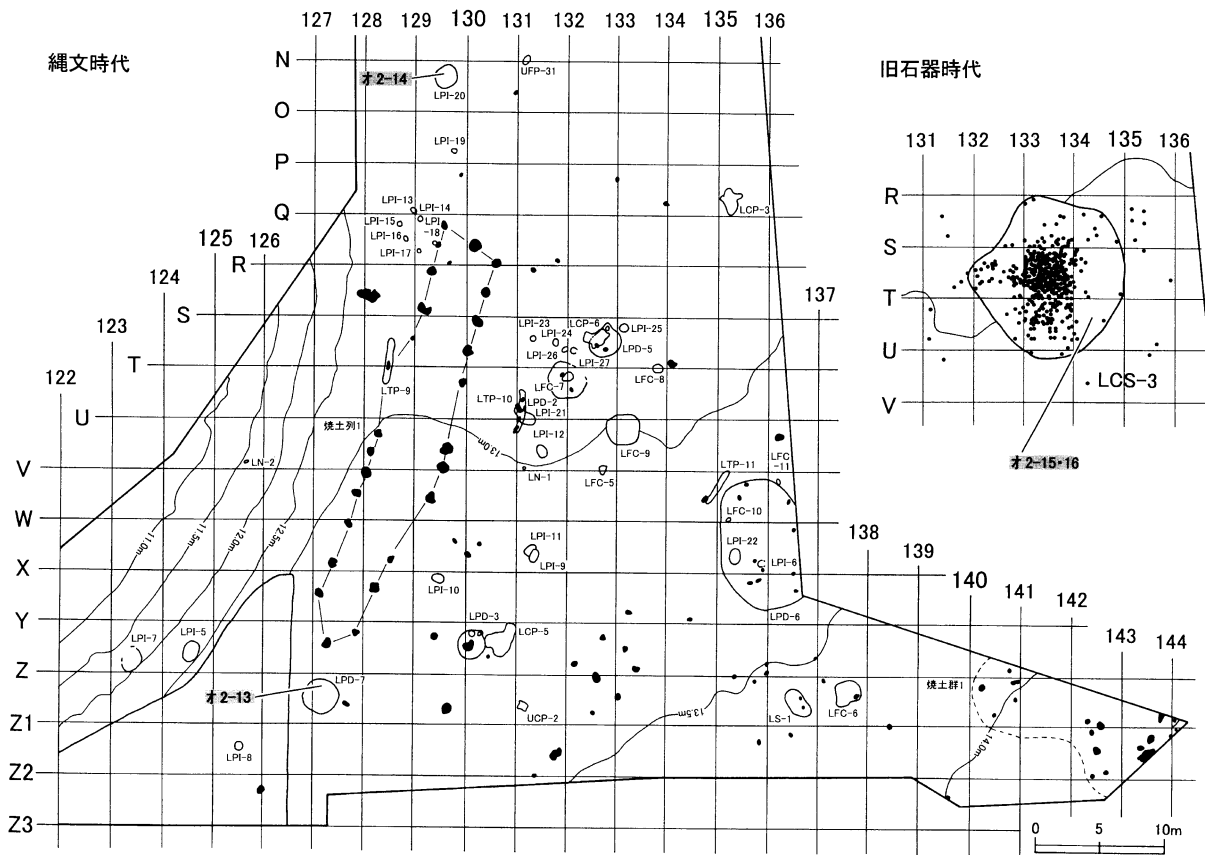 縄文時代
旧石器時代
127 128 129 130 131 132 133 134 135 136
N
O
P
Q
R
S
T
U
V
W
X
Y
Z
Z1
Z2
Z3
122
123
124
125
126
137
138
139
140
141
142
143
144
オ2-14
LPI-20
UFP-31
LPI-19
LPI-13
LPI-14
LPI-15
LPI-16
LPI-17
LPI
-18
LCP-3
LPI-23
LPI-24
LCP-6
LPI-25
LPI-26
LPI-27
LPD-5
LFC-7
LFC-8
LTP-9
LTP-10
LPD-2
LPI-21
LPI-12
焼土列1
13.0m
LFC-9
LFC-5
LN-1
LN-2
LTP-11
LFC
-11
LFC-10
LPI-22
LPI-6
LPD-6
11.0m
11.5m
12.0m
12.5m
LPI-11
LPI-9
LPI-10
LPD-3
LCP-5
LPI-7
LPI-5
オ2-13
LPD-7
UCP-2
LPI-8
13.5m
LS-1
LFC-6
焼土群1
14.0m
0 5 10m
131 132 133 134 135 136
R
S
T
U
V
LCS-3
オ2-15・16